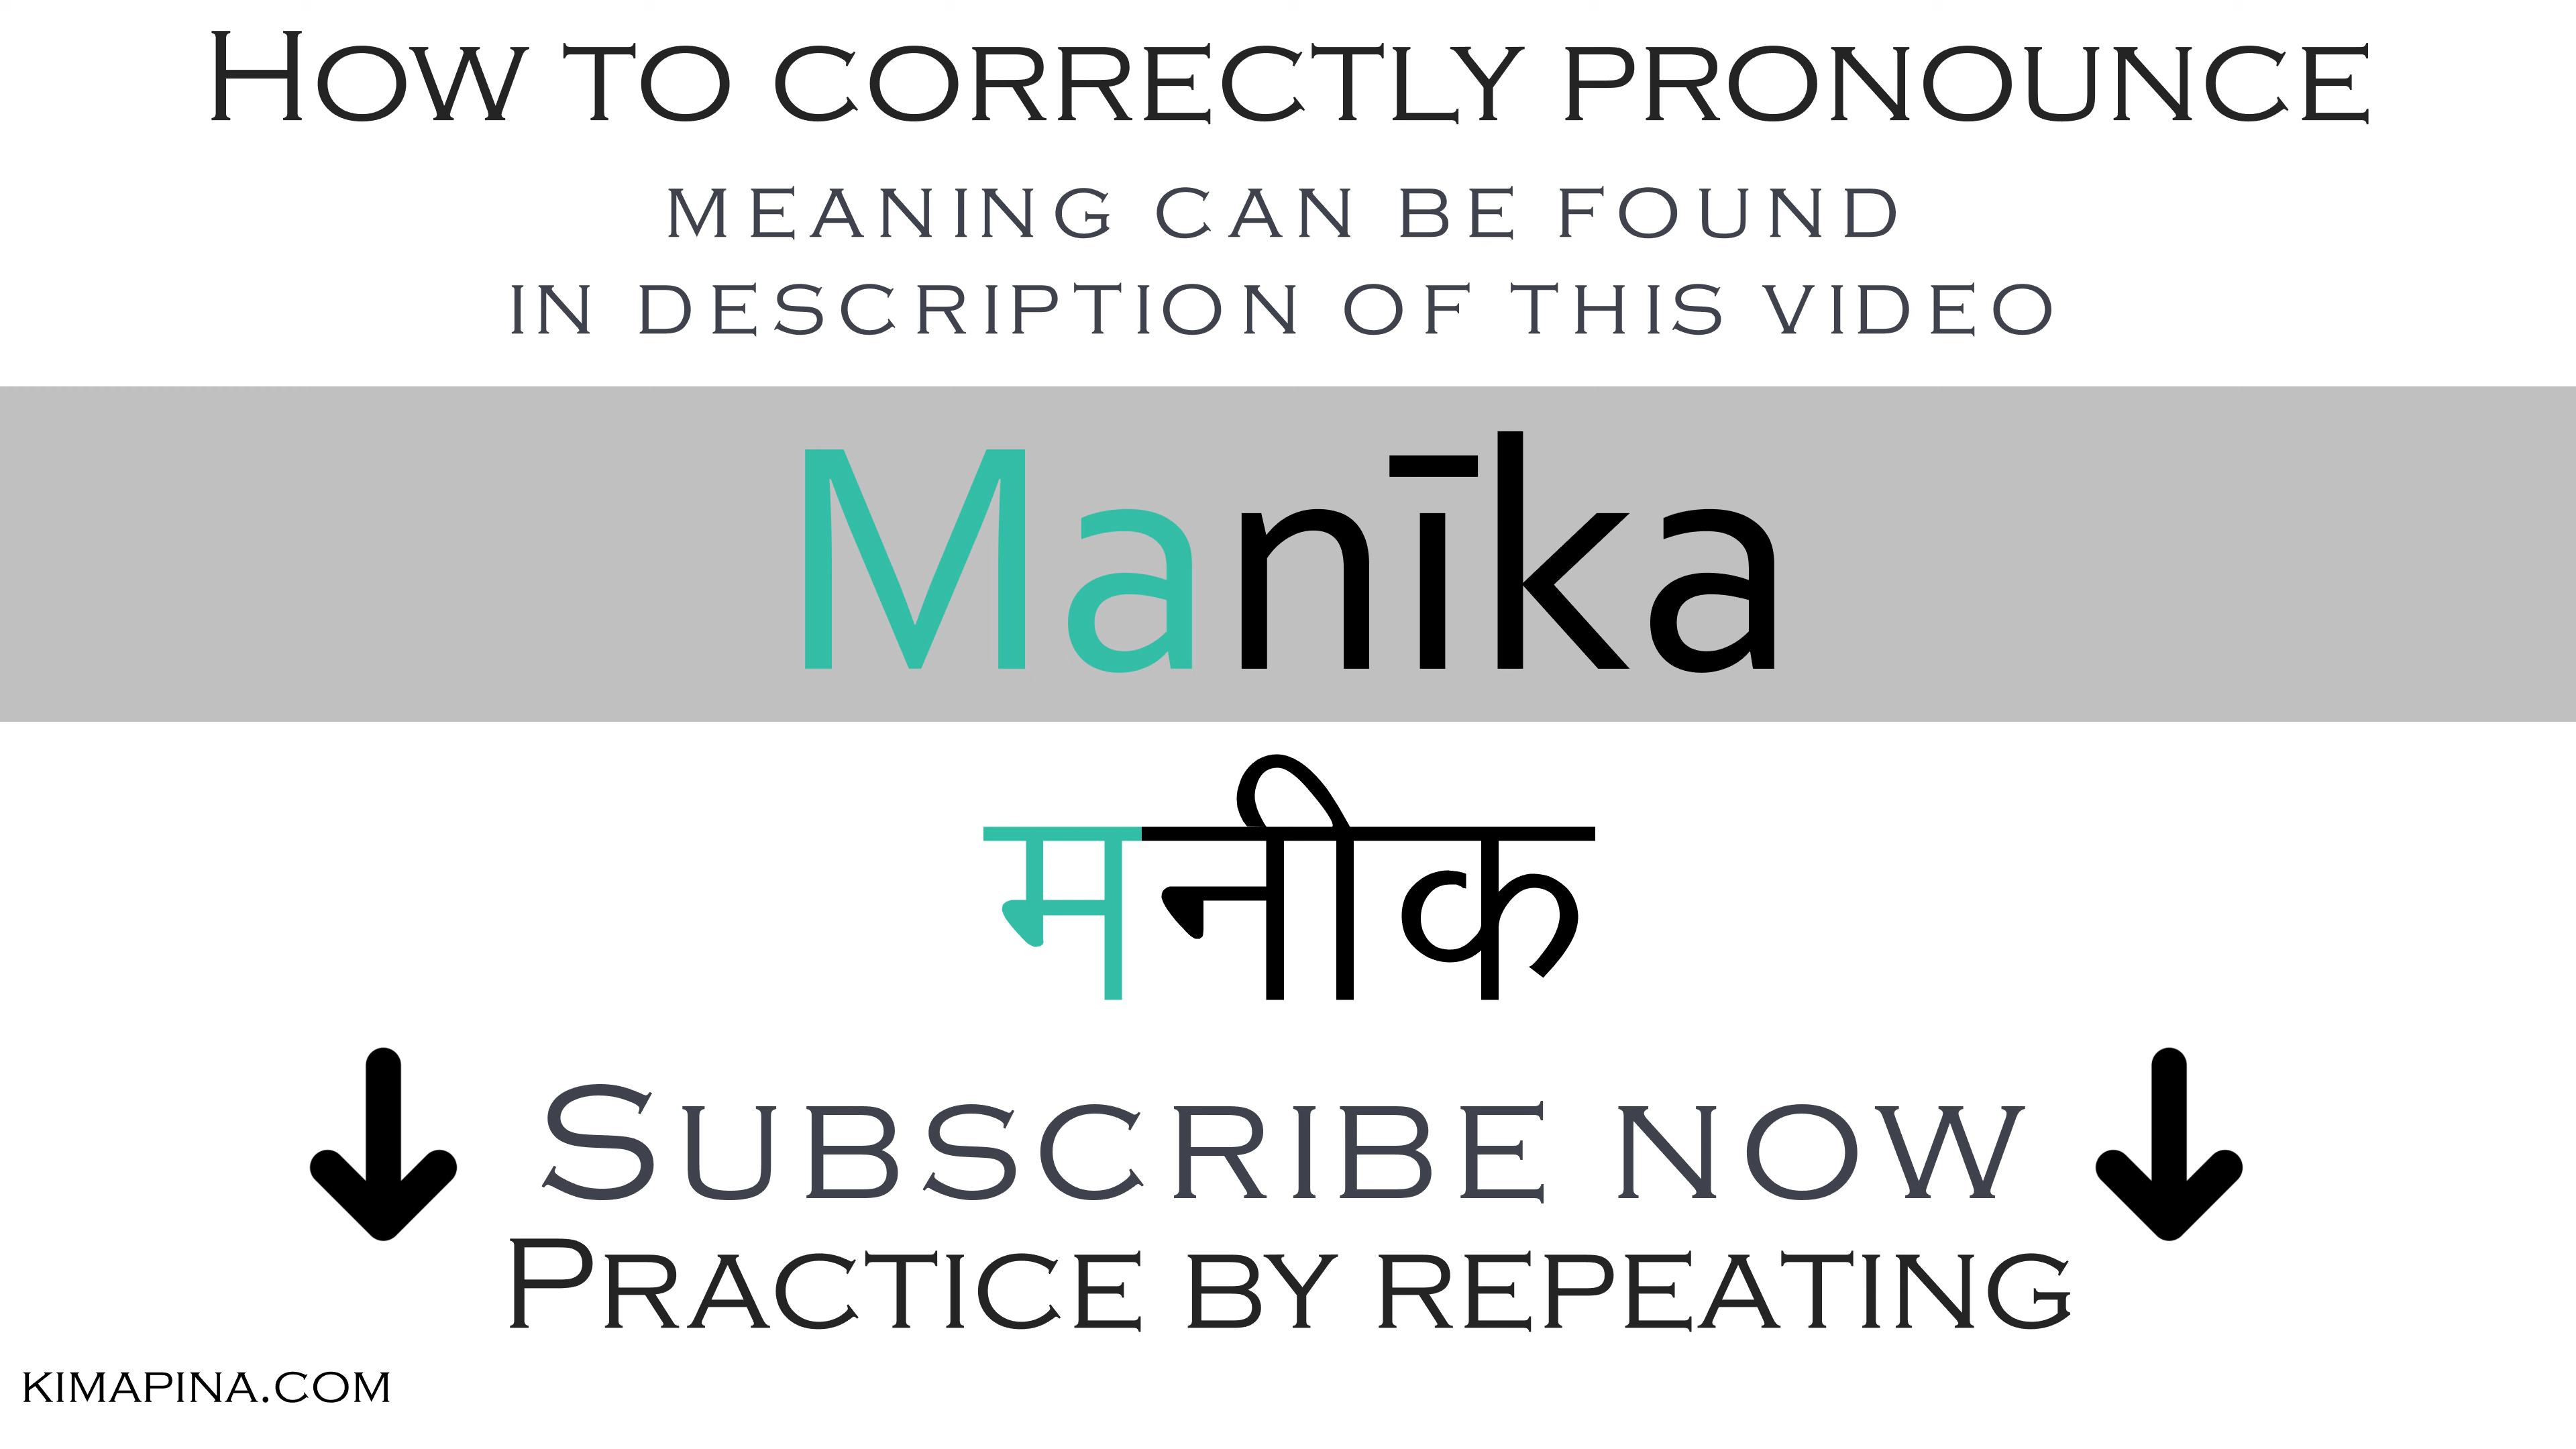 How to correctly pronounce
meaning can be found
in description of this video
Manīka
मनीक
Subscribe now
Practice by repeating
kimapina.com